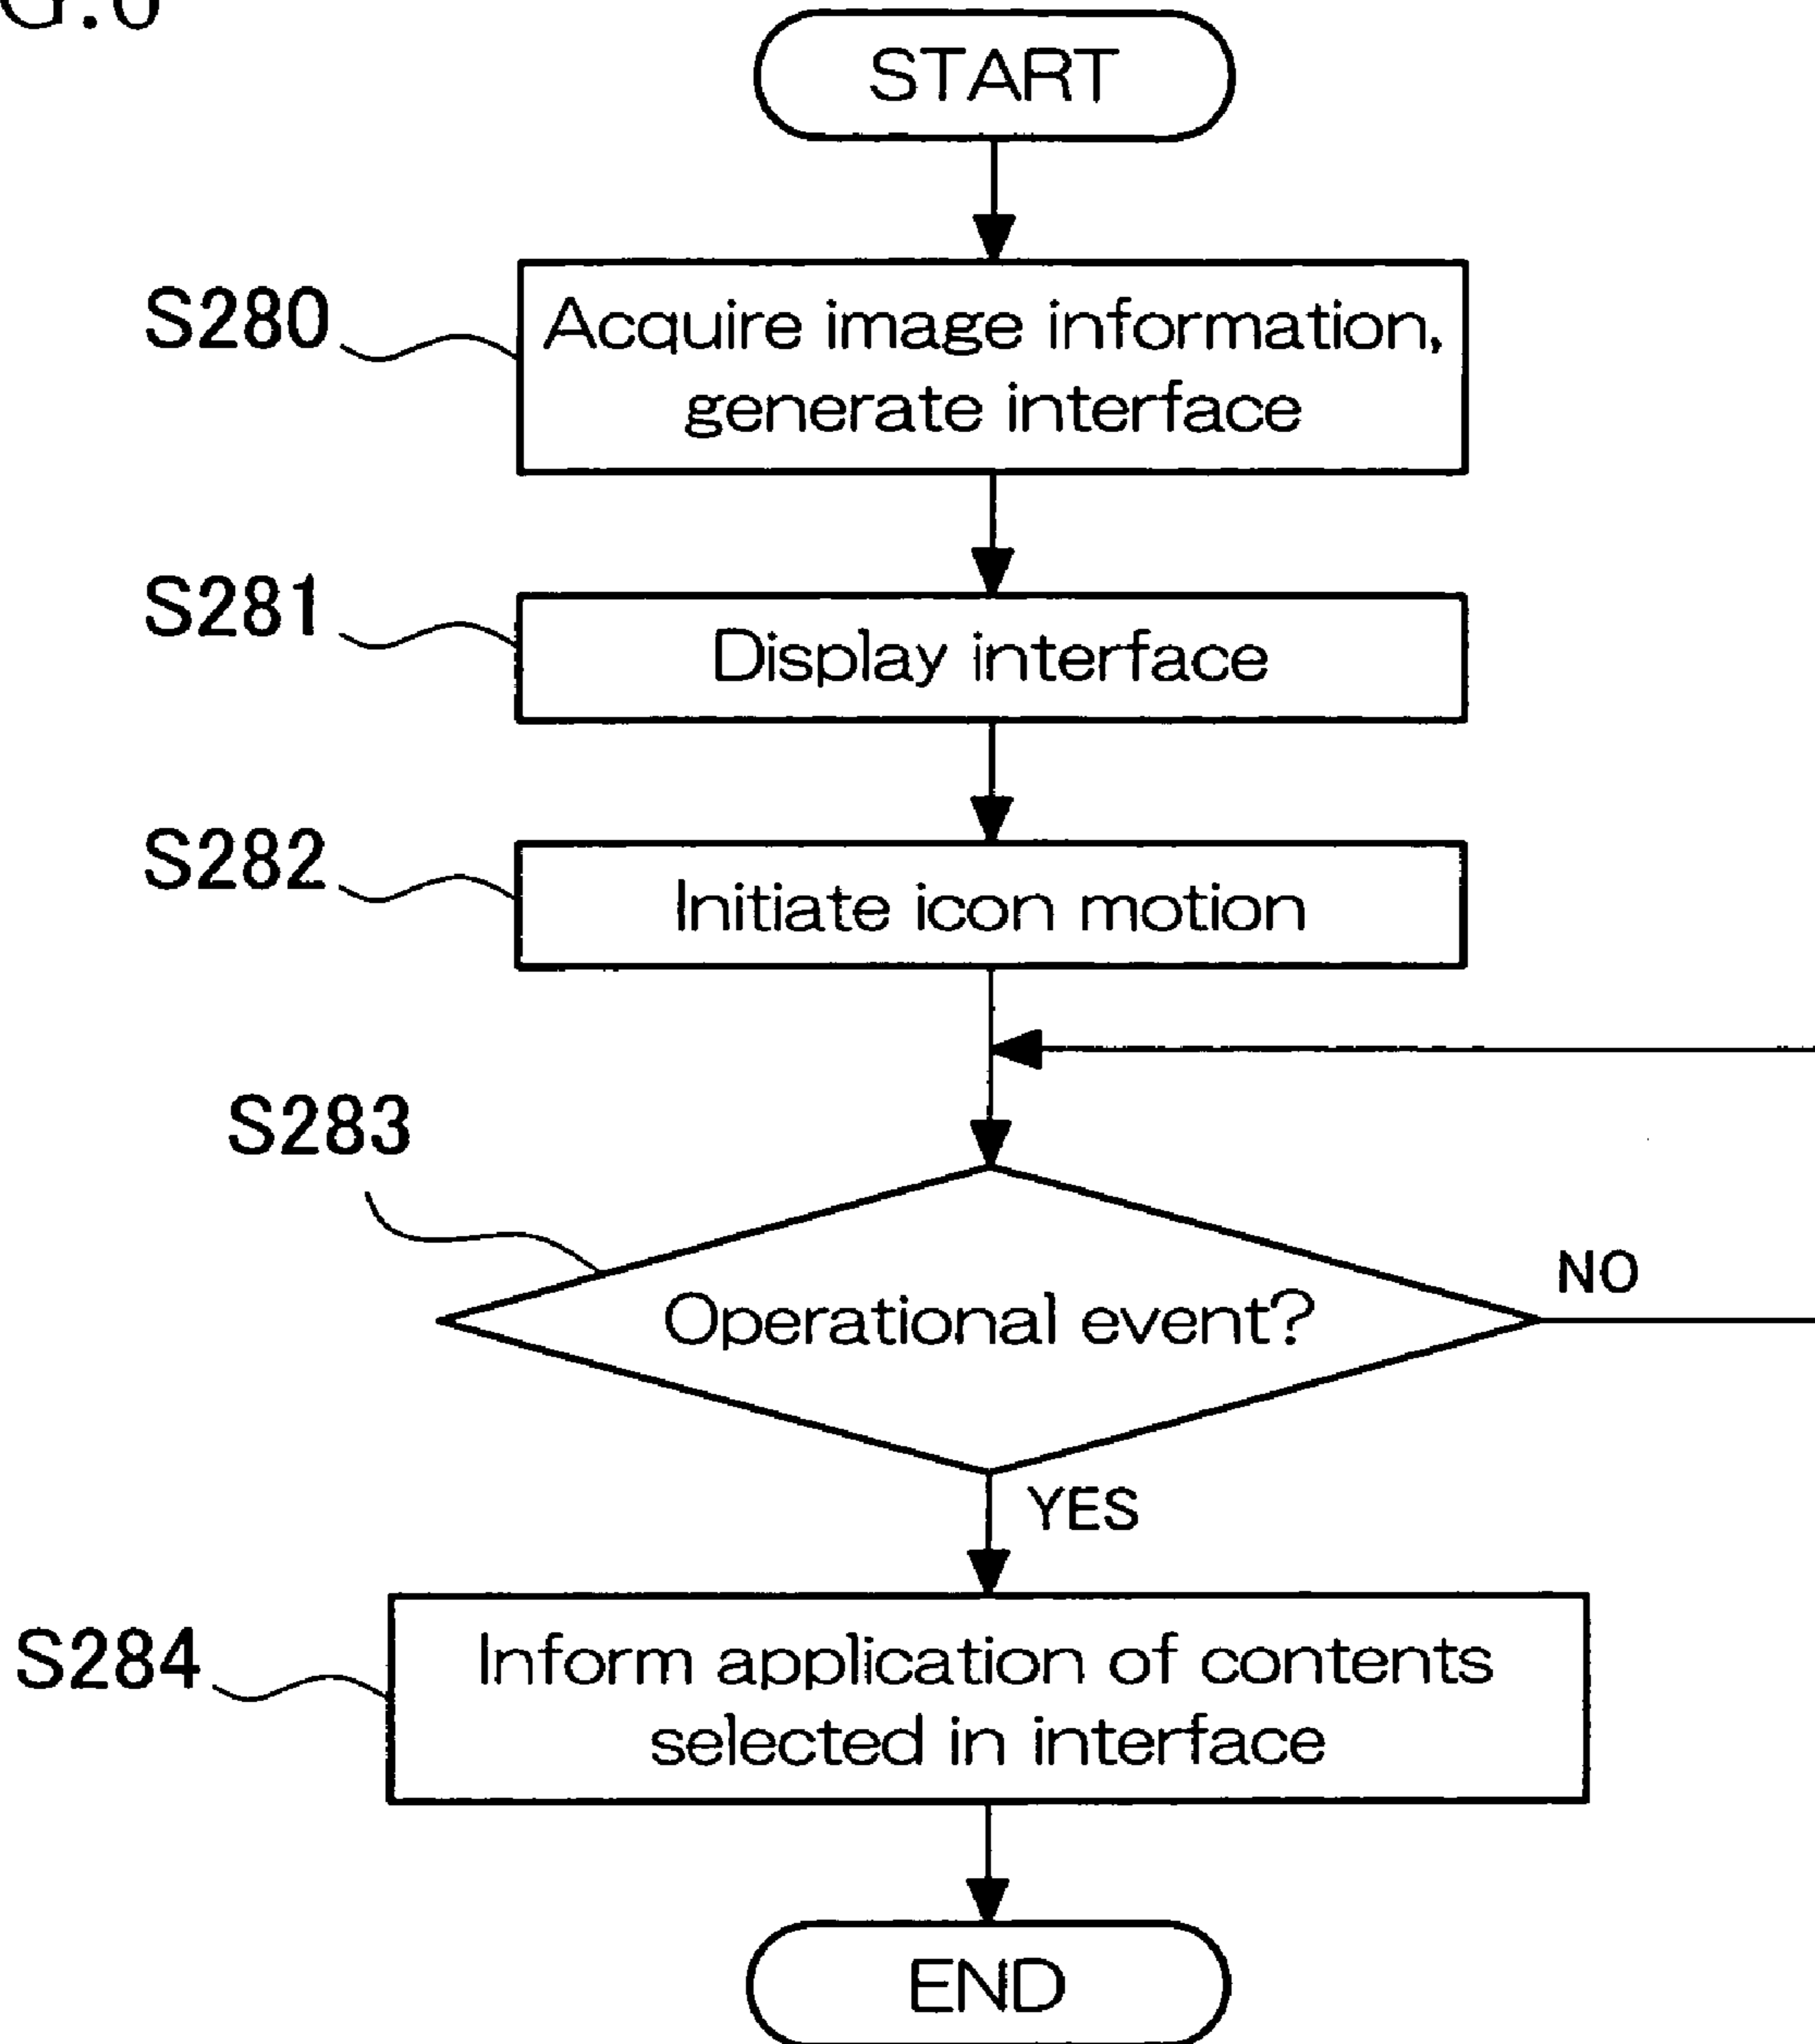 START
S280
Acquire image information,
generate interface
S281
Display interface
S282
Initiate icon motion
S283
Operational event?
NO
YES
S284
Inform application of contents
selected in interface
END